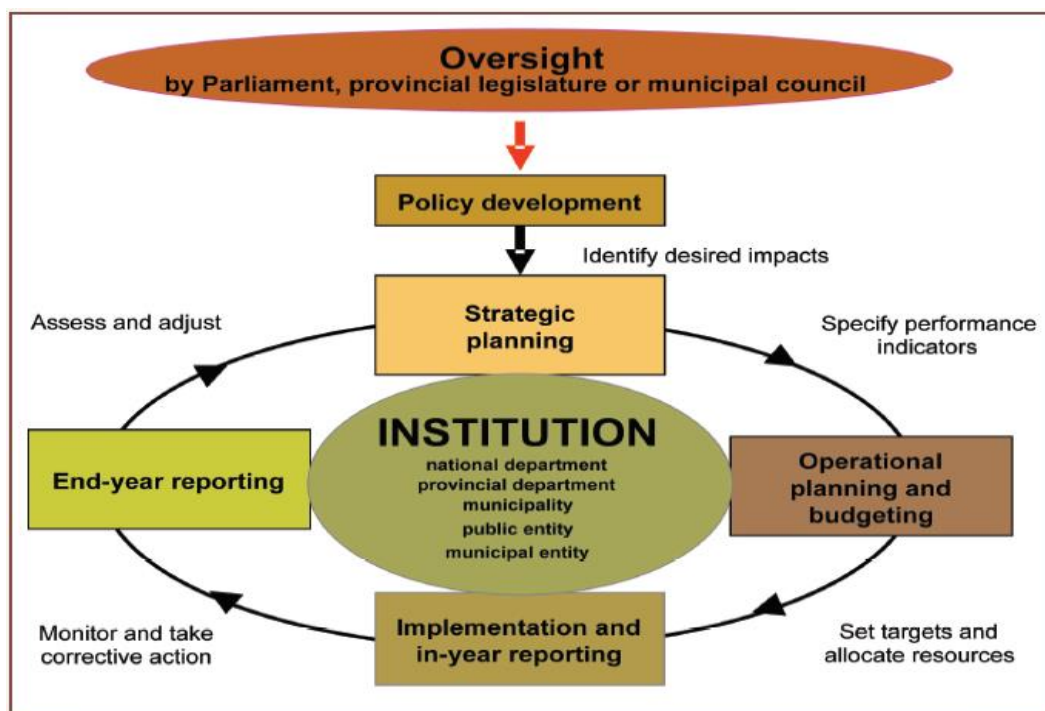 Oversight
by Parliament, provincial legislature or municipal council
Policy development
Identify desired impacts
Strategic
planning
Assess and adjust
Specify performance
indicators
INSTITUTION
national department
provincial department
municipality
public entity
municipal entity
End-year reporting
Operational
planning and
budgeting
Implementation and
in-year reporting
Monitor and take
corrective action
Set targets and
allocate resources